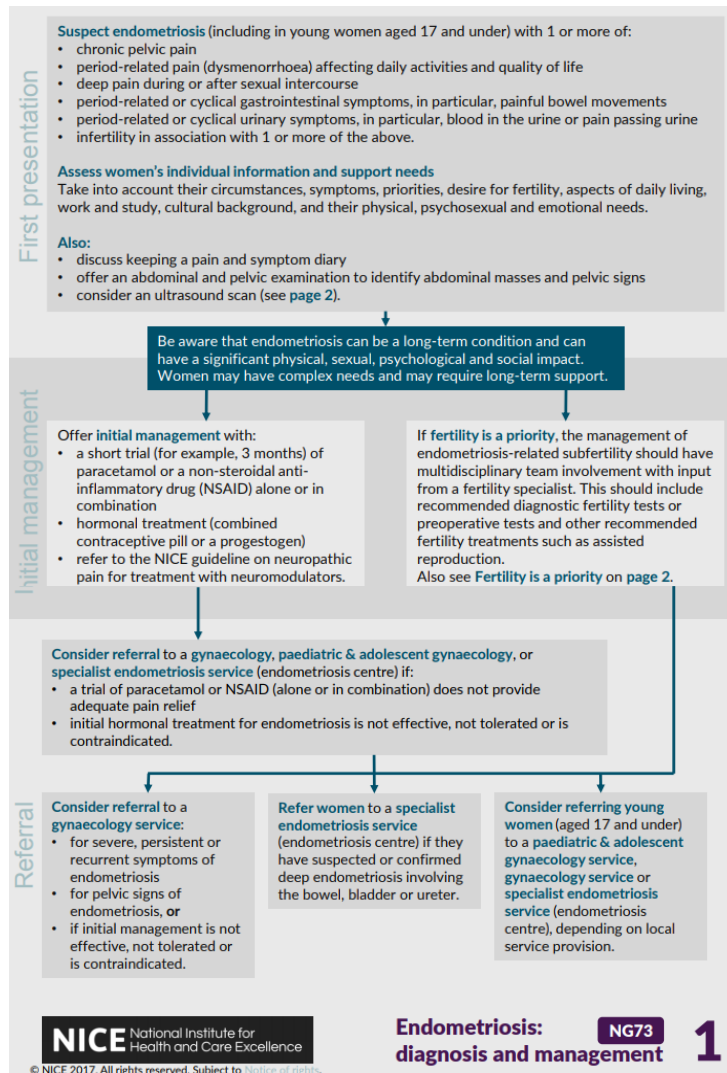 First presentation
Suspect endometriosis (including in young women aged 17 and under) with 1 or more of:
• chronic pelvic pain
• period-related pain (dysmenorrhoea) affecting daily activities and quality of life
• deep pain during or after sexual intercourse
• period-related or cyclical gastrointestinal symptoms, in particular, painful bowel movements
• period-related or cyclical urinary symptoms, in particular, blood in the urine or pain passing urine
• infertility in association with 1 or more of the above.
Assess women's individual information and support needs
Take into account their circumstances, symptoms, priorities, desire for fertility, aspects of daily living,
work and study, cultural background, and their physical, psychosexual and emotional needs.
Also:
• discuss keeping a pain and symptom diary
• offer an abdominal and pelvic examination to identify abdominal masses and pelvic signs
• consider an ultrasound scan (see page 2).
Be aware that endometriosis can be a long-term condition and can
have a significant physical, sexual, psychological and social impact.
Women may have complex needs and may require long-term support.
Initial management
Offer initial management with:
• a short trial (for example, 3 months) of
paracetamol or a non-steroidal anti-
inflammatory drug (NSAID) alone or in
combination
• hormonal treatment (combined
contraceptive pill or a progestogen)
• refer to the NICE guideline on neuropathic
pain for treatment with neuromodulators.
If fertility is a priority, the management of
endometriosis-related subfertility should have
multidisciplinary team involvement with input
from a fertility specialist. This should include
recommended diagnostic fertility tests or
preoperative tests and other recommended
fertility treatments such as assisted
reproduction.
Also see Fertility is a priority on page 2.
Referral
Consider referral to a gynaecology, paediatric & adolescent gynaecology, or
specialist endometriosis service (endometriosis centre) if:
• a trial of paracetamol or NSAID (alone or in combination) does not provide
adequate pain relief
• initial hormonal treatment for endometriosis is not effective, not tolerated or is
contraindicated.
Consider referral to a
gynaecology service:
• for severe, persistent or
recurrent symptoms of
endometriosis
• for pelvic signs of
endometriosis, or
• if initial management is not
effective, not tolerated or
is contraindicated.
Refer women to a specialist
endometriosis service
(endometriosis centre) if they
have suspected or confirmed
deep endometriosis involving
the bowel, bladder or ureter.
Consider referring young
women (aged 17 and under)
to a paediatric & adolescent
gynaecology service,
gynaecology service or
specialist endometriosis
service (endometriosis
centre), depending on local
service provision.
NICE National Institute for
Health and Care Excellence
© NICE 2017. All rights reserved. Subject to Notice of rights.
Endometriosis: NG73
diagnosis and management
1